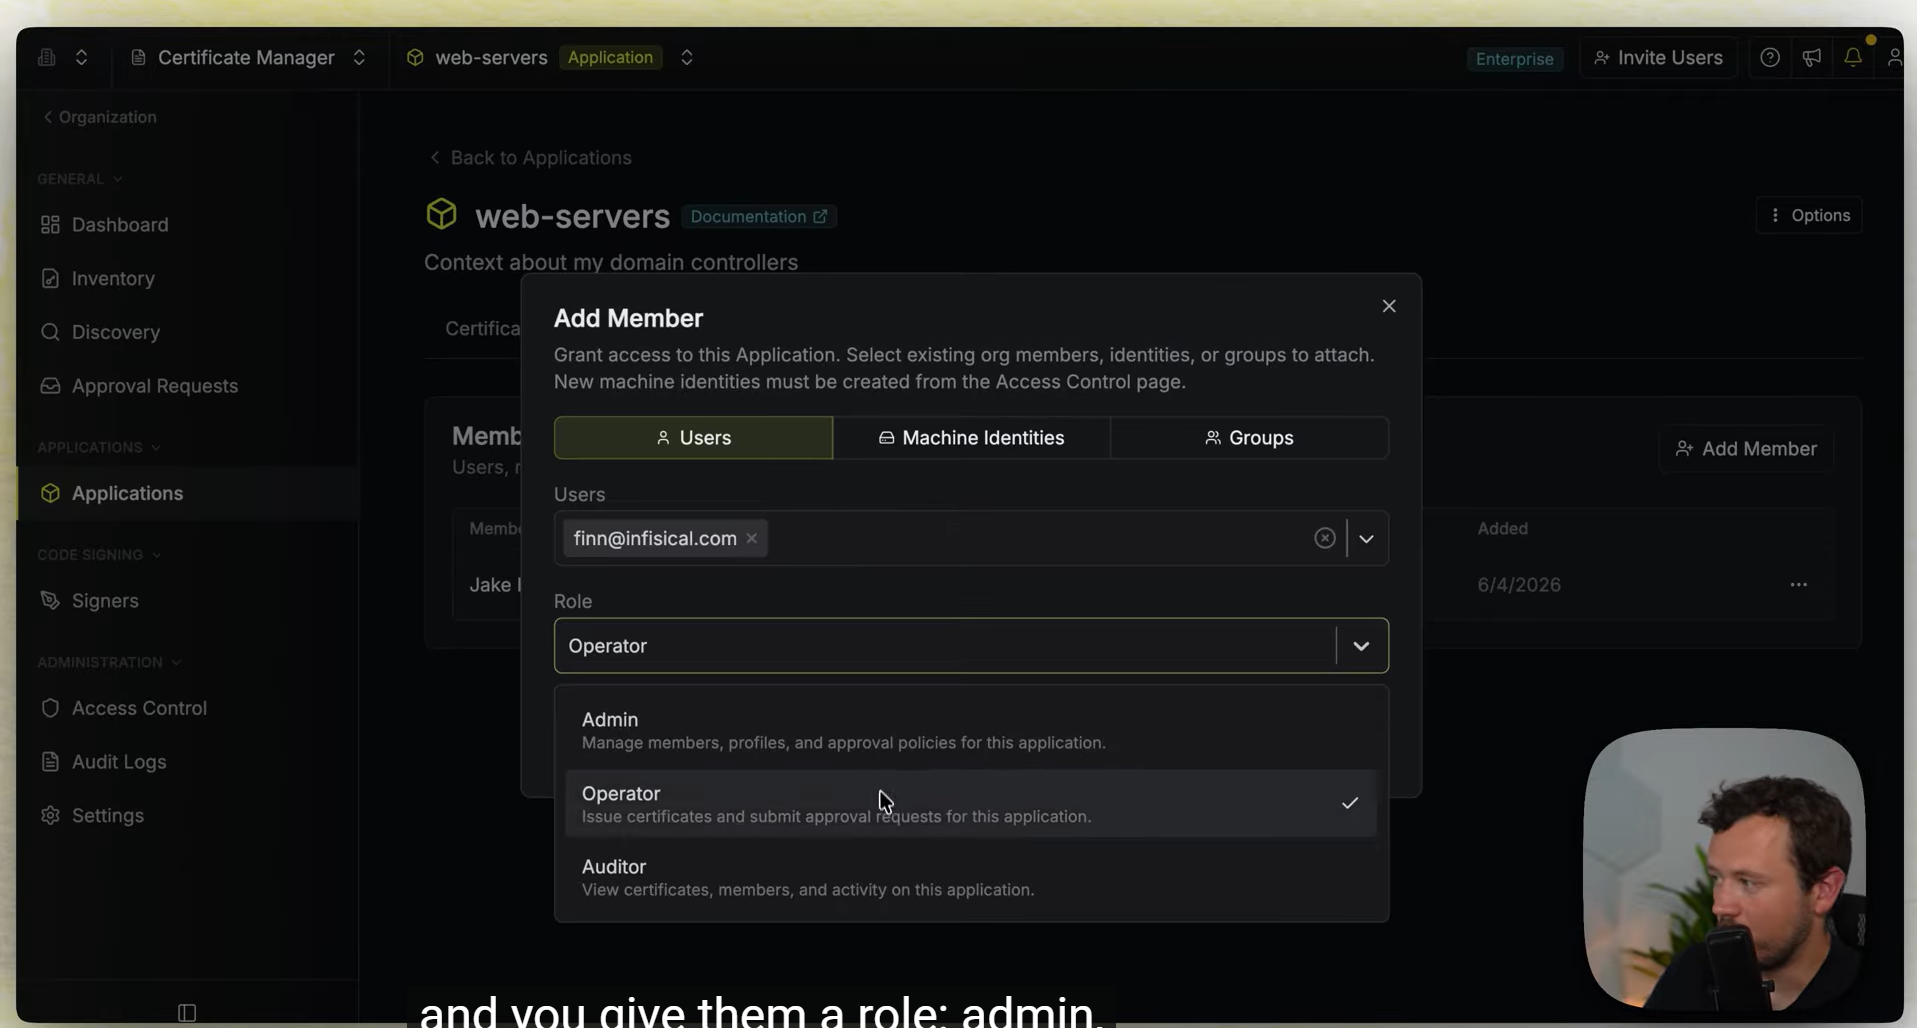 Certificate Manager
web-servers Application
Enterprise
Invite Users
Organization
GENERAL
Dashboard
Inventory
Discovery
Approval Requests
APPLICATIONS
Applications
CODE SIGNING
Signers
ADMINISTRATION
Access Control
Audit Logs
Settings
Back to Applications
web-servers Documentation
Options
Context about my domain controllers
Certifica
Memb
Users, r
Add Member
Membe
Added
Jake
6/4/2026
Add Member
Grant access to this Application. Select existing org members, identities, or groups to attach.
New machine identities must be created from the Access Control page.
Users Machine Identities Groups
Users
finn@infisical.com
Role
Operator
Admin
Manage members, profiles, and approval policies for this application.
Operator
Issue certificates and submit approval requests for this application.
Auditor
View certificates, members, and activity on this application.
and you give them a role: admin,